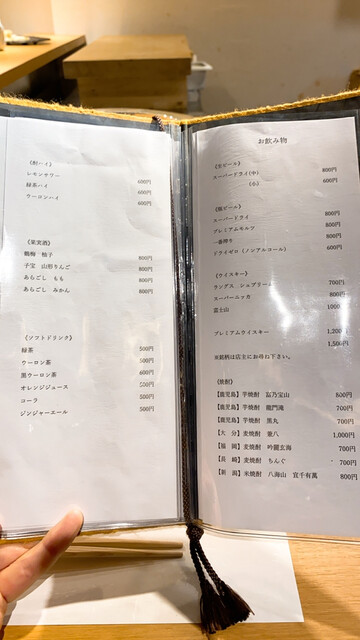 《酎ハイ》
レモンサワー 600円
緑茶ハイ 600円
ウーロンハイ 600円
《果実酒》
鶴梅 柚子 800円
子宝 山形りんご 800円
あらごし もも 800円
あらごし みかん 800円
《ソフトドリンク》
緑茶 500円
ウーロン茶 500円
黒ウーロン茶 600円
オレンジジュース 500円
コーラ 500円
ジンジャーエール 500円
お飲み物
《生ビール》
スーパードライ(中) 800円
(小) 600円
《瓶ビール》
スーパードライ 800円
プレミアムモルツ 800円
一番搾り 800円
ドライゼロ(ノンアルコール) 600円
《ウイスキー》
ランダス シュプリーム 700円
スーパーニッカ 800円
富士山 1000円
プレミアムウイスキー 1,200円
1,500円
※銘柄は店主にお尋ね下さい。
《焼酎》
【鹿児島】芋焼酎 富乃宝山 800円
【鹿児島】芋焼酎 龍門滝 700円
【鹿児島】芋焼酎 黒丸 700円
【大 分】麦焼酎 兼八 1,000円
【福 岡】麦焼酎 吟麗玄海 700円
【長 崎】麦焼酎 ちんぐ 700円
【新 潟】米焼酎 八海山 宜千有萬 800円